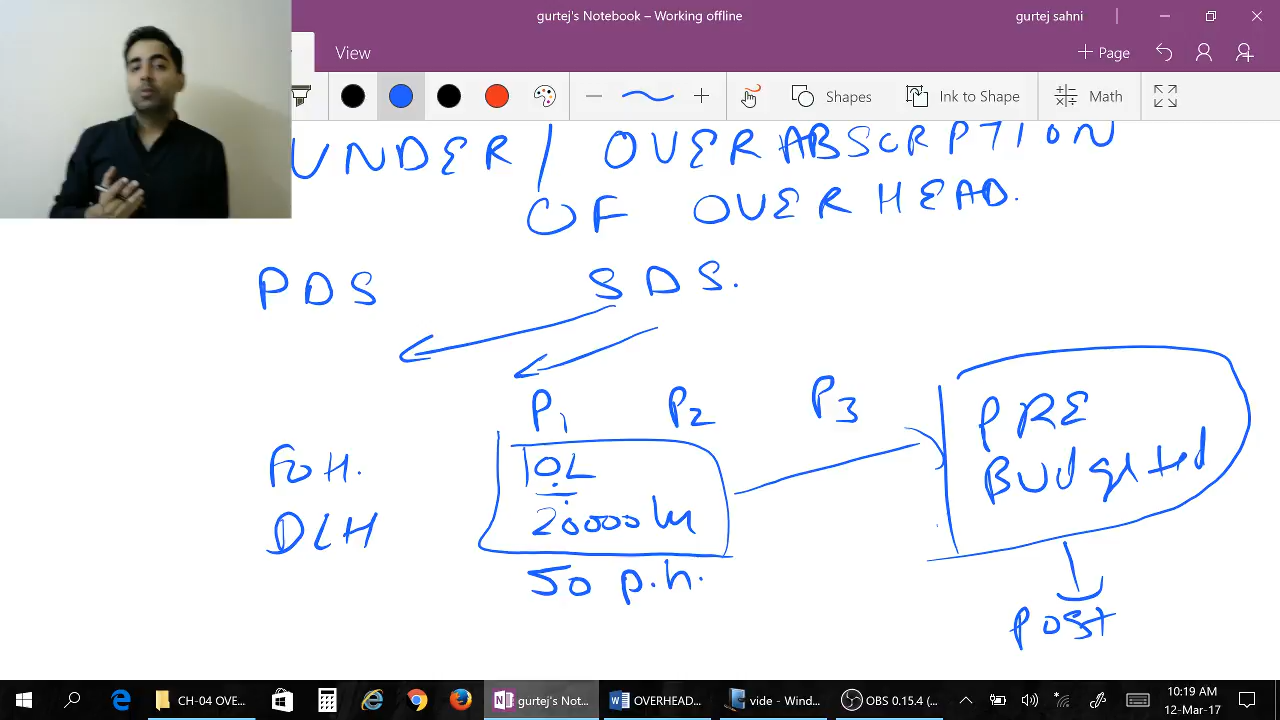 gurtej's Notebook – Working offline
gurtej sahni
View
Page
Shapes
Ink to Shape
Math
UNDER / OVERABSCRPTION
OF OVERHEAD.
PDS SDS.
P1 P2 P3
FOH. 10L
DLH 20000 hr
50 p.h.
PRE
Budgeted
post
CH-04 OVE...
gurtej's No...
OVERHEAD...
vide - Wind...
OBS 0.15.4 (...
10:19 AM
12-Mar-17